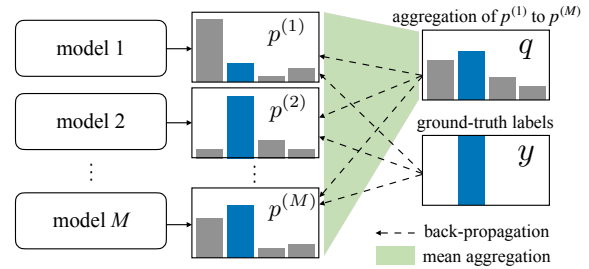 model 1
p^{(1)}
aggregation of p^{(1)} to p^{(M)}
q
model 2
p^{(2)}
ground-truth labels
y
⋮
⋮
model M
p^{(M)}
back-propagation
mean aggregation